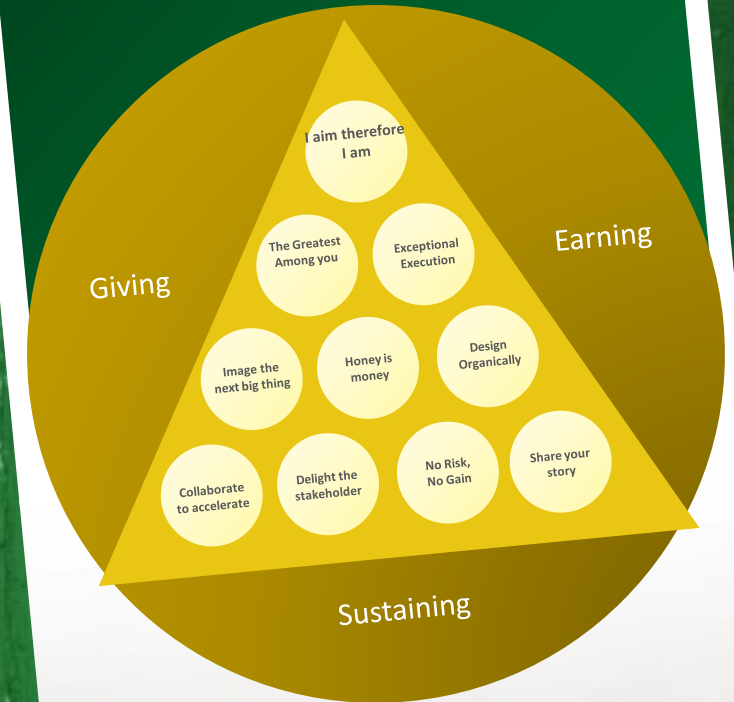 I aim therefore
I am
The Greatest
Among you
Exceptional
Execution
Earning
Giving
Image the
next big thing
Honey is
money
Design
Organically
Collaborate
to accelerate
Delight the
stakeholder
No Risk,
No Gain
Share your
story
Sustaining